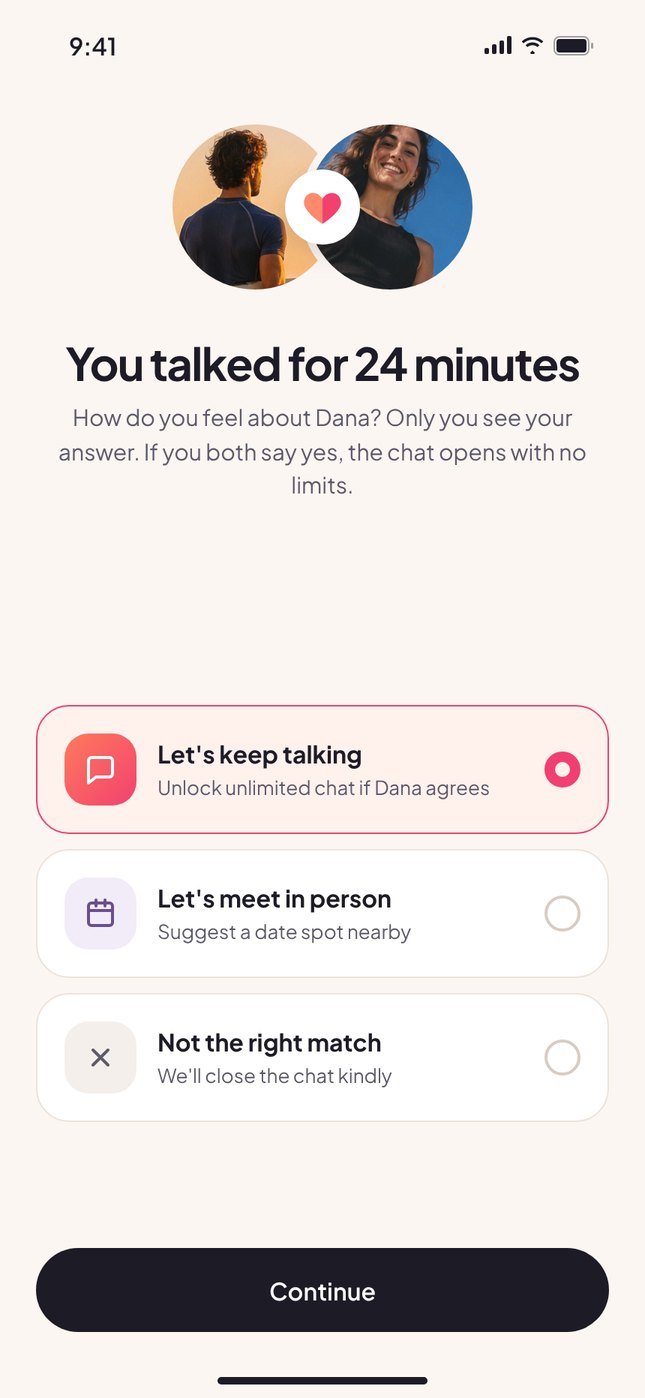 9:41
You talked for 24 minutes
How do you feel about Dana? Only you see your
answer. If you both say yes, the chat opens with no
limits.
Let's keep talking
Unlock unlimited chat if Dana agrees
Let's meet in person
Suggest a date spot nearby
Not the right match
We'll close the chat kindly
Continue